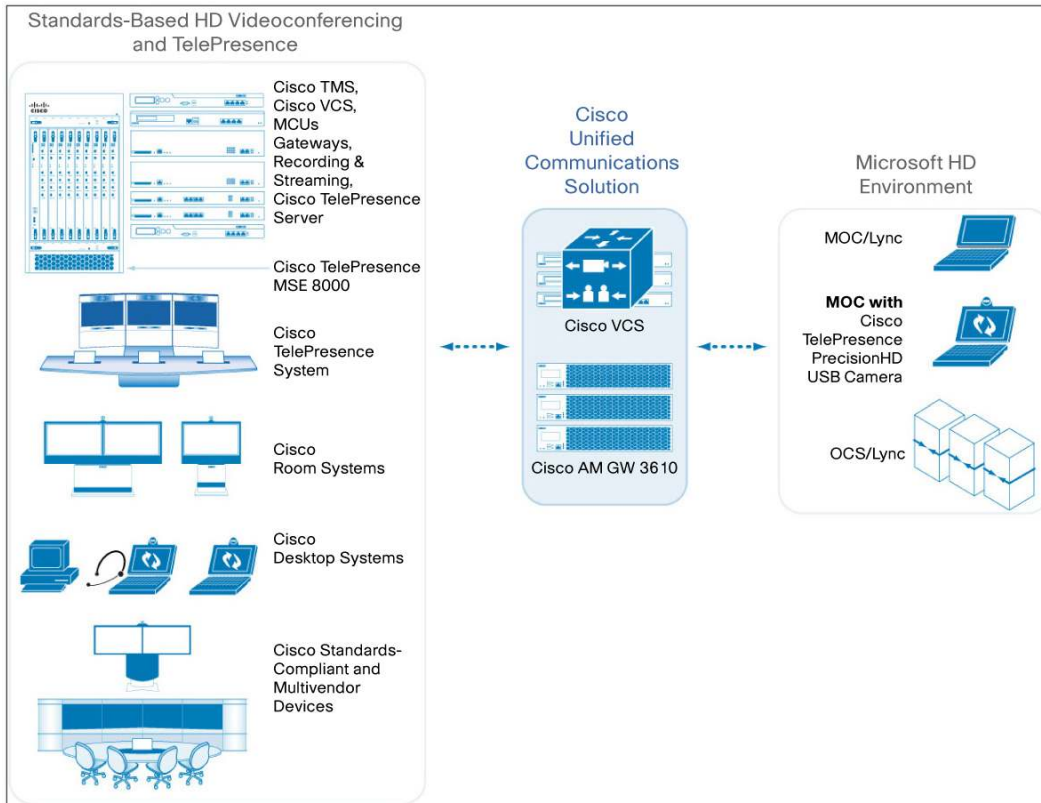 Standards-Based HD Videoconferencing
and TelePresence
CISCO
Cisco TMS,
Cisco VCS,
MCUs
Gateways,
Recording &
Streaming,
Cisco TelePresence
Server
Cisco TelePresence
MSE 8000
Cisco
TelePresence
System
Cisco
Room Systems
Cisco
Desktop Systems
Cisco Standards-
Compliant and
Multivendor
Devices
Cisco
Unified
Communications
Solution
Cisco VCS
Cisco AM GW 3610
Microsoft HD
Environment
MOC/Lync
MOC with
Cisco
TelePresence
PrecisionHD
USB Camera
OCS/Lync